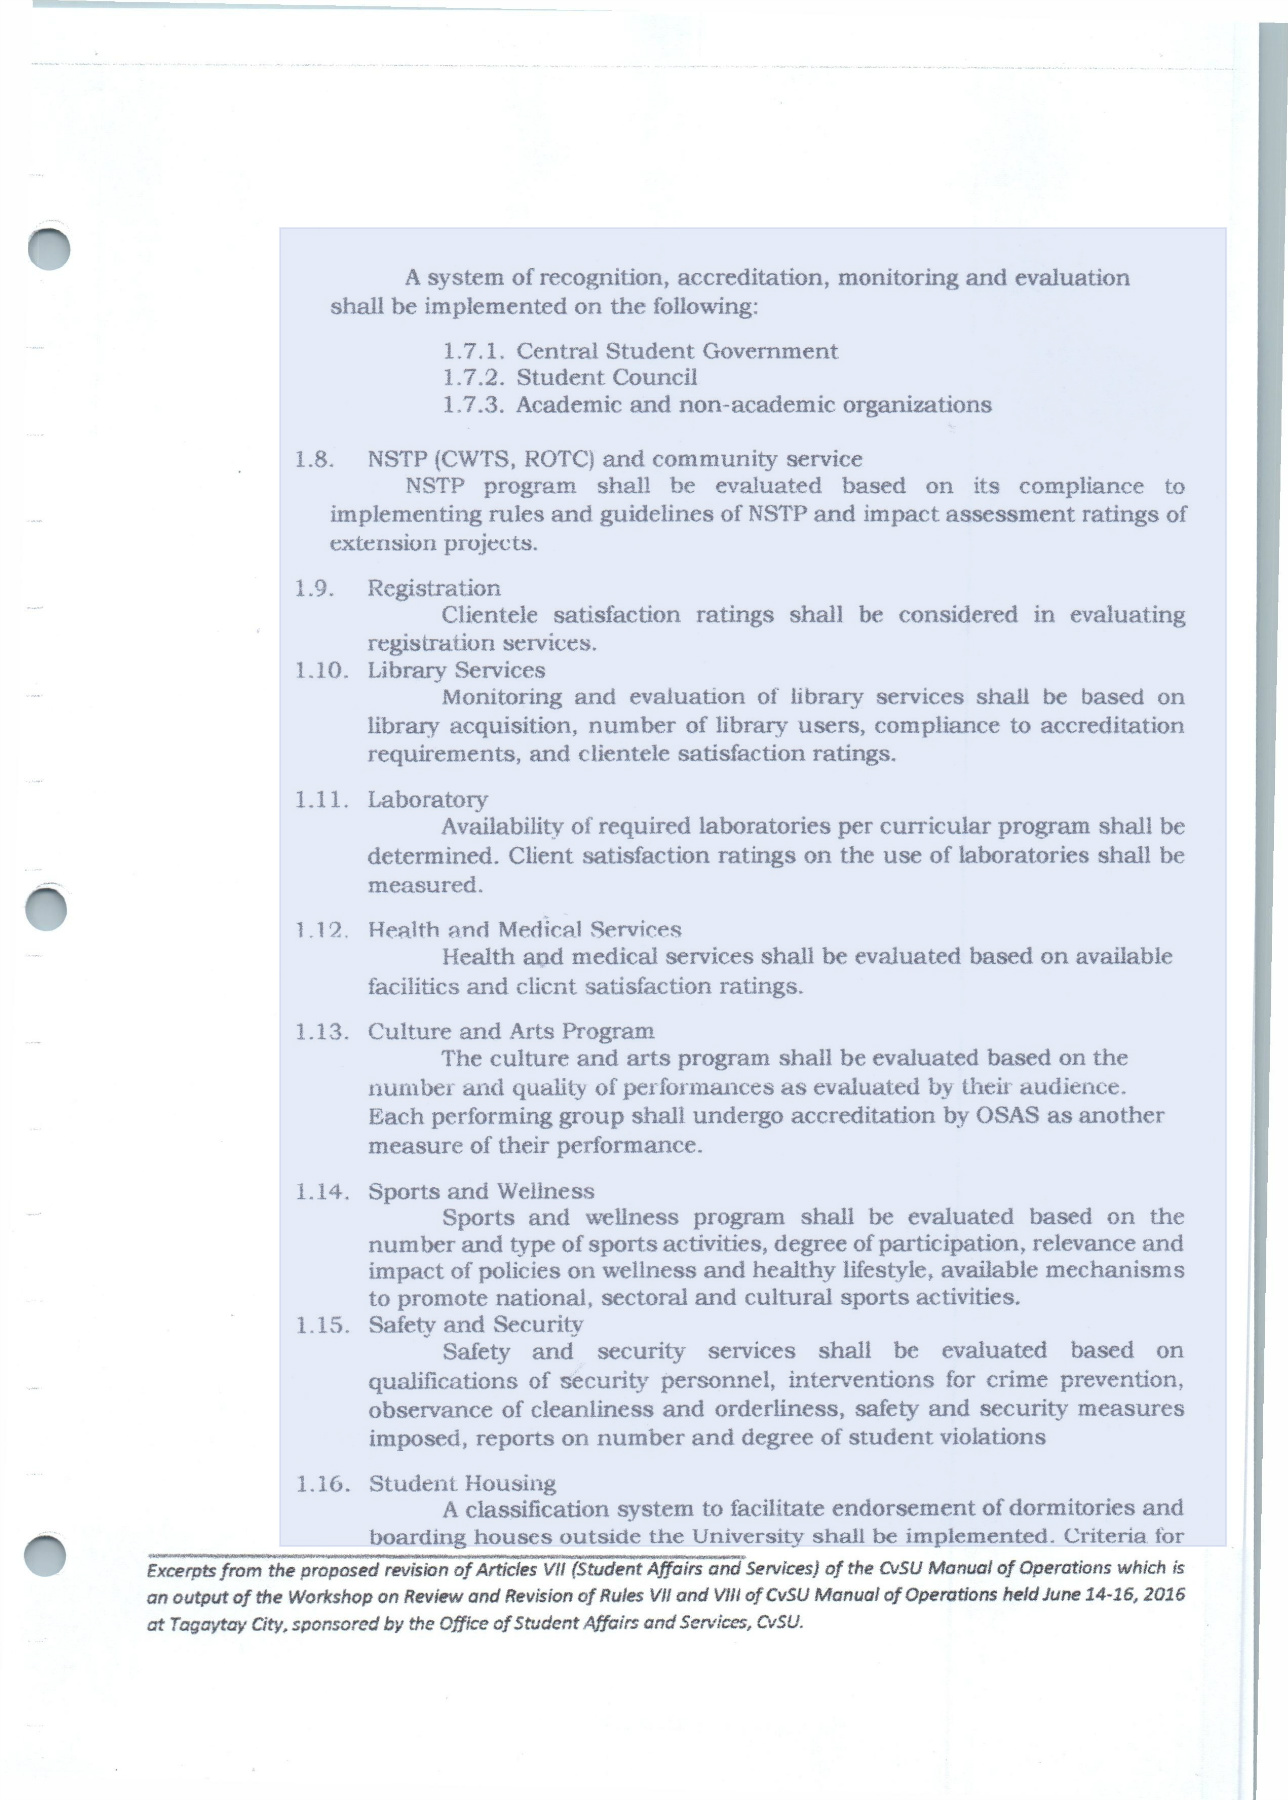 A system of recognition, accreditation, monitoring and evaluation
shall be implemented on the following:
1.7.1. Central Student Government
1.7.2. Student Council
1.7.3. Academic and non-academic organizations
1.8. NSTP (CWTS, ROTC) and community service
NSTP program shall be evaluated based on its compliance to
implementing rules and guidelines of NSTP and impact assessment ratings of
extension projects.
1.9. Registration
Clientele satisfaction ratings shall be considered in evaluating
registration services.
1.10. Library Services
Monitoring and evaluation of library services shall be based on
library acquisition, number of library users, compliance to accreditation
requirements, and clientele satisfaction ratings.
1.11. Laboratory
Availability of required laboratories per curricular program shall be
determined. Client satisfaction ratings on the use of laboratories shall be
measured.
1.12. Health and Medical Services
Health and medical services shall be evaluated based on available
facilities and client satisfaction ratings.
1.13. Culture and Arts Program
The culture and arts program shall be evaluated based on the
number and quality of performances as evaluated by their audience.
Each performing group shall undergo accreditation by OSAS as another
measure of their performance.
1.14. Sports and Wellness
Sports and wellness program shall be evaluated based on the
number and type of sports activities, degree of participation, relevance and
impact of policies on wellness and healthy lifestyle, available mechanisms
to promote national, sectoral and cultural sports activities.
1.15. Safety and Security
Safety and security services shall be evaluated based on
qualifications of security personnel, interventions for crime prevention,
observance of cleanliness and orderliness, safety and security measures
imposed, reports on number and degree of student violations
1.16. Student Housing
A classification system to facilitate endorsement of dormitories and
boarding houses outside the University shall be implemented. Criteria for
Excerpts from the proposed revision of Articles VII (Student Affairs and Services) of the CvSU Manual of Operations which is
an output of the Workshop on Review and Revision of Rules VII and VIII of CvSU Manual of Operations held June 14-16, 2016
at Tagaytay City, sponsored by the Office of Student Affairs and Services, CvSU.